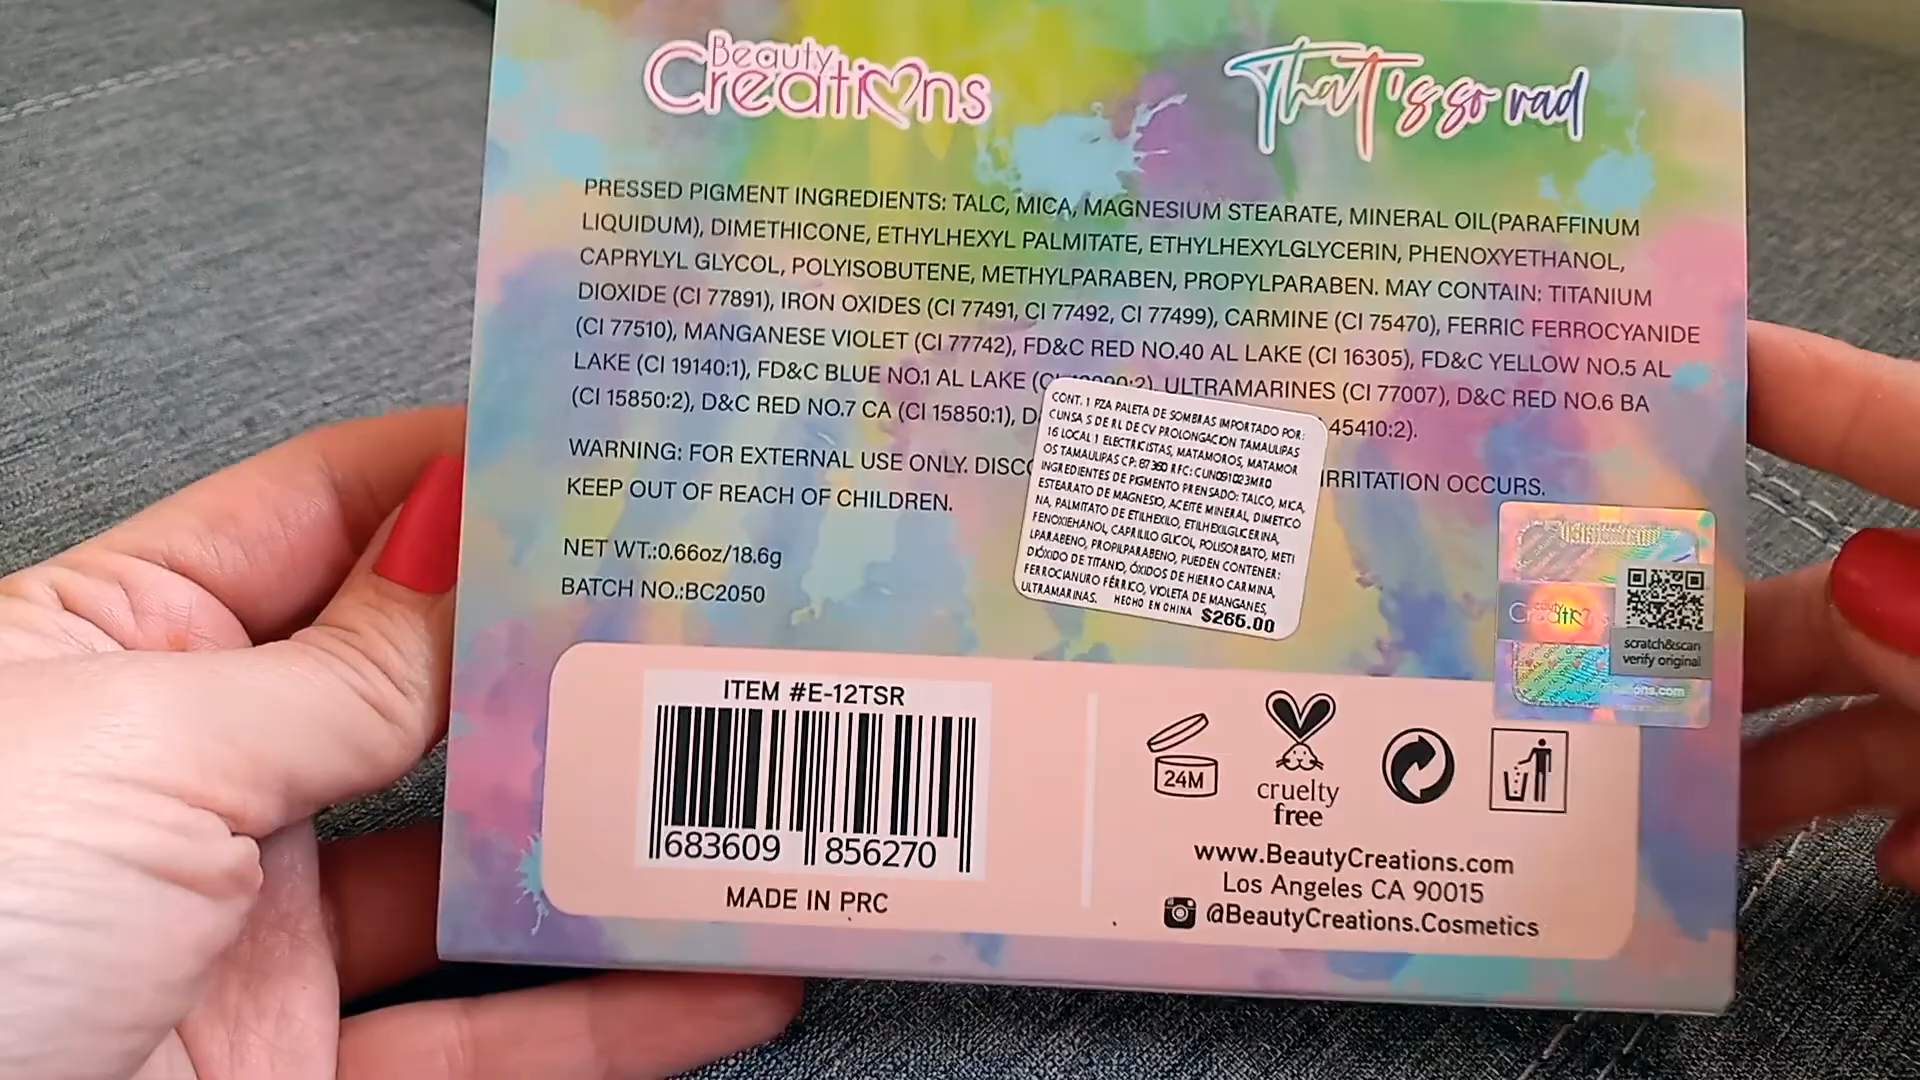 Beauty
Creations
That's so rad
PRESSED PIGMENT INGREDIENTS: TALC, MICA, MAGNESIUM STEARATE, MINERAL OIL(PARAFFINUM
LIQUIDUM), DIMETHICONE, ETHYLHEXYL PALMITATE, ETHYLHEXYLGLYCERIN, PHENOXYETHANOL,
CAPRYLYL GLYCOL, POLYISOBUTENE, METHYLPARABEN, PROPYLPARABEN. MAY CONTAIN: TITANIUM
DIOXIDE (CI 77891), IRON OXIDES (CI 77491, CI 77492, CI 77499), CARMINE (CI 75470), FERRIC FERROCYANIDE
(CI 77510), MANGANESE VIOLET (CI 77742), FD&C RED NO.40 AL LAKE (CI 16305), FD&C YELLOW NO.5 AL
LAKE (CI 19140:1), FD&C BLUE NO.1 AL LAKE ULTRAMARINES (CI 77007), D&C RED NO.6 BA
(CI 15850:2), D&C RED NO.7 CA (CI 15850:1), 45410:2).
WARNING: FOR EXTERNAL USE ONLY. IRRITATION OCCURS.
KEEP OUT OF REACH OF CHILDREN.
NET WT.:0.66oz/18.6g
BATCH NO.:BC2050
CONT. 1 PZA PALETA DE SOMBRAS IMPORTADO POR:
CUNSA S DE RL DE CV PROLONGACION TAMAULIPAS
16 LOCAL 1 ELECTRICISTAS, MATAMOROS, MATAMOR
OS TAMAULIPAS CP: 87360 RFC: CUN091023MR0
INGREDIENTES DE PIGMENTO PRENSADO: TALCO, MICA,
ESTEARATO DE MAGNESIO, ACEITE MINERAL, DIMETICO
NA, PALMITATO DE ETILHEXILO, ETILHEXILGLICERINA,
FENOXIEHANOL, CAPRILILO GLICOL, POLISORBATO, METI
LPARABENO, PROPILPARABENO, PUEDEN CONTENER:
DIÓXIDO DE TITANIO, ÓXIDOS DE HIERRO CARMINA,
FERROCIANURO FÉRRICO, VIOLETA DE MANGANES,
ULTRAMARINAS. HECHO EN CHINA $265.00
Beauty
scratch&scan
verify original
ons.com
ITEM #E-12TSR
683609 856270
MADE IN PRC
24M
cruelty
free
www.BeautyCreations.com
Los Angeles CA 90015
@BeautyCreations.Cosmetics